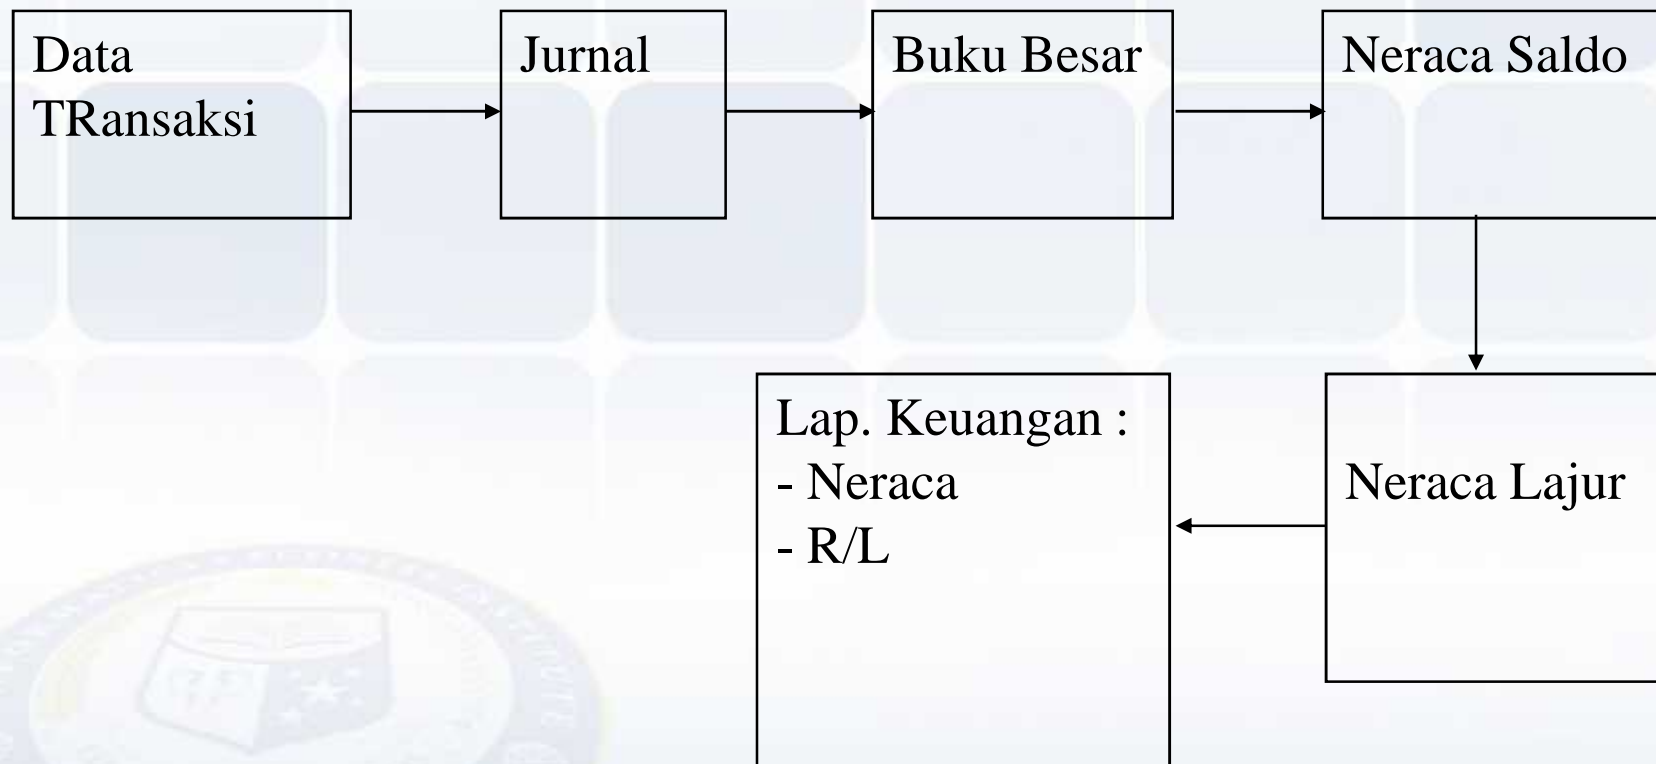 Data
TRansaksi
Jurnal
Buku Besar
Neraca Saldo
Neraca Lajur
Lap. Keuangan :
- Neraca
- R/L